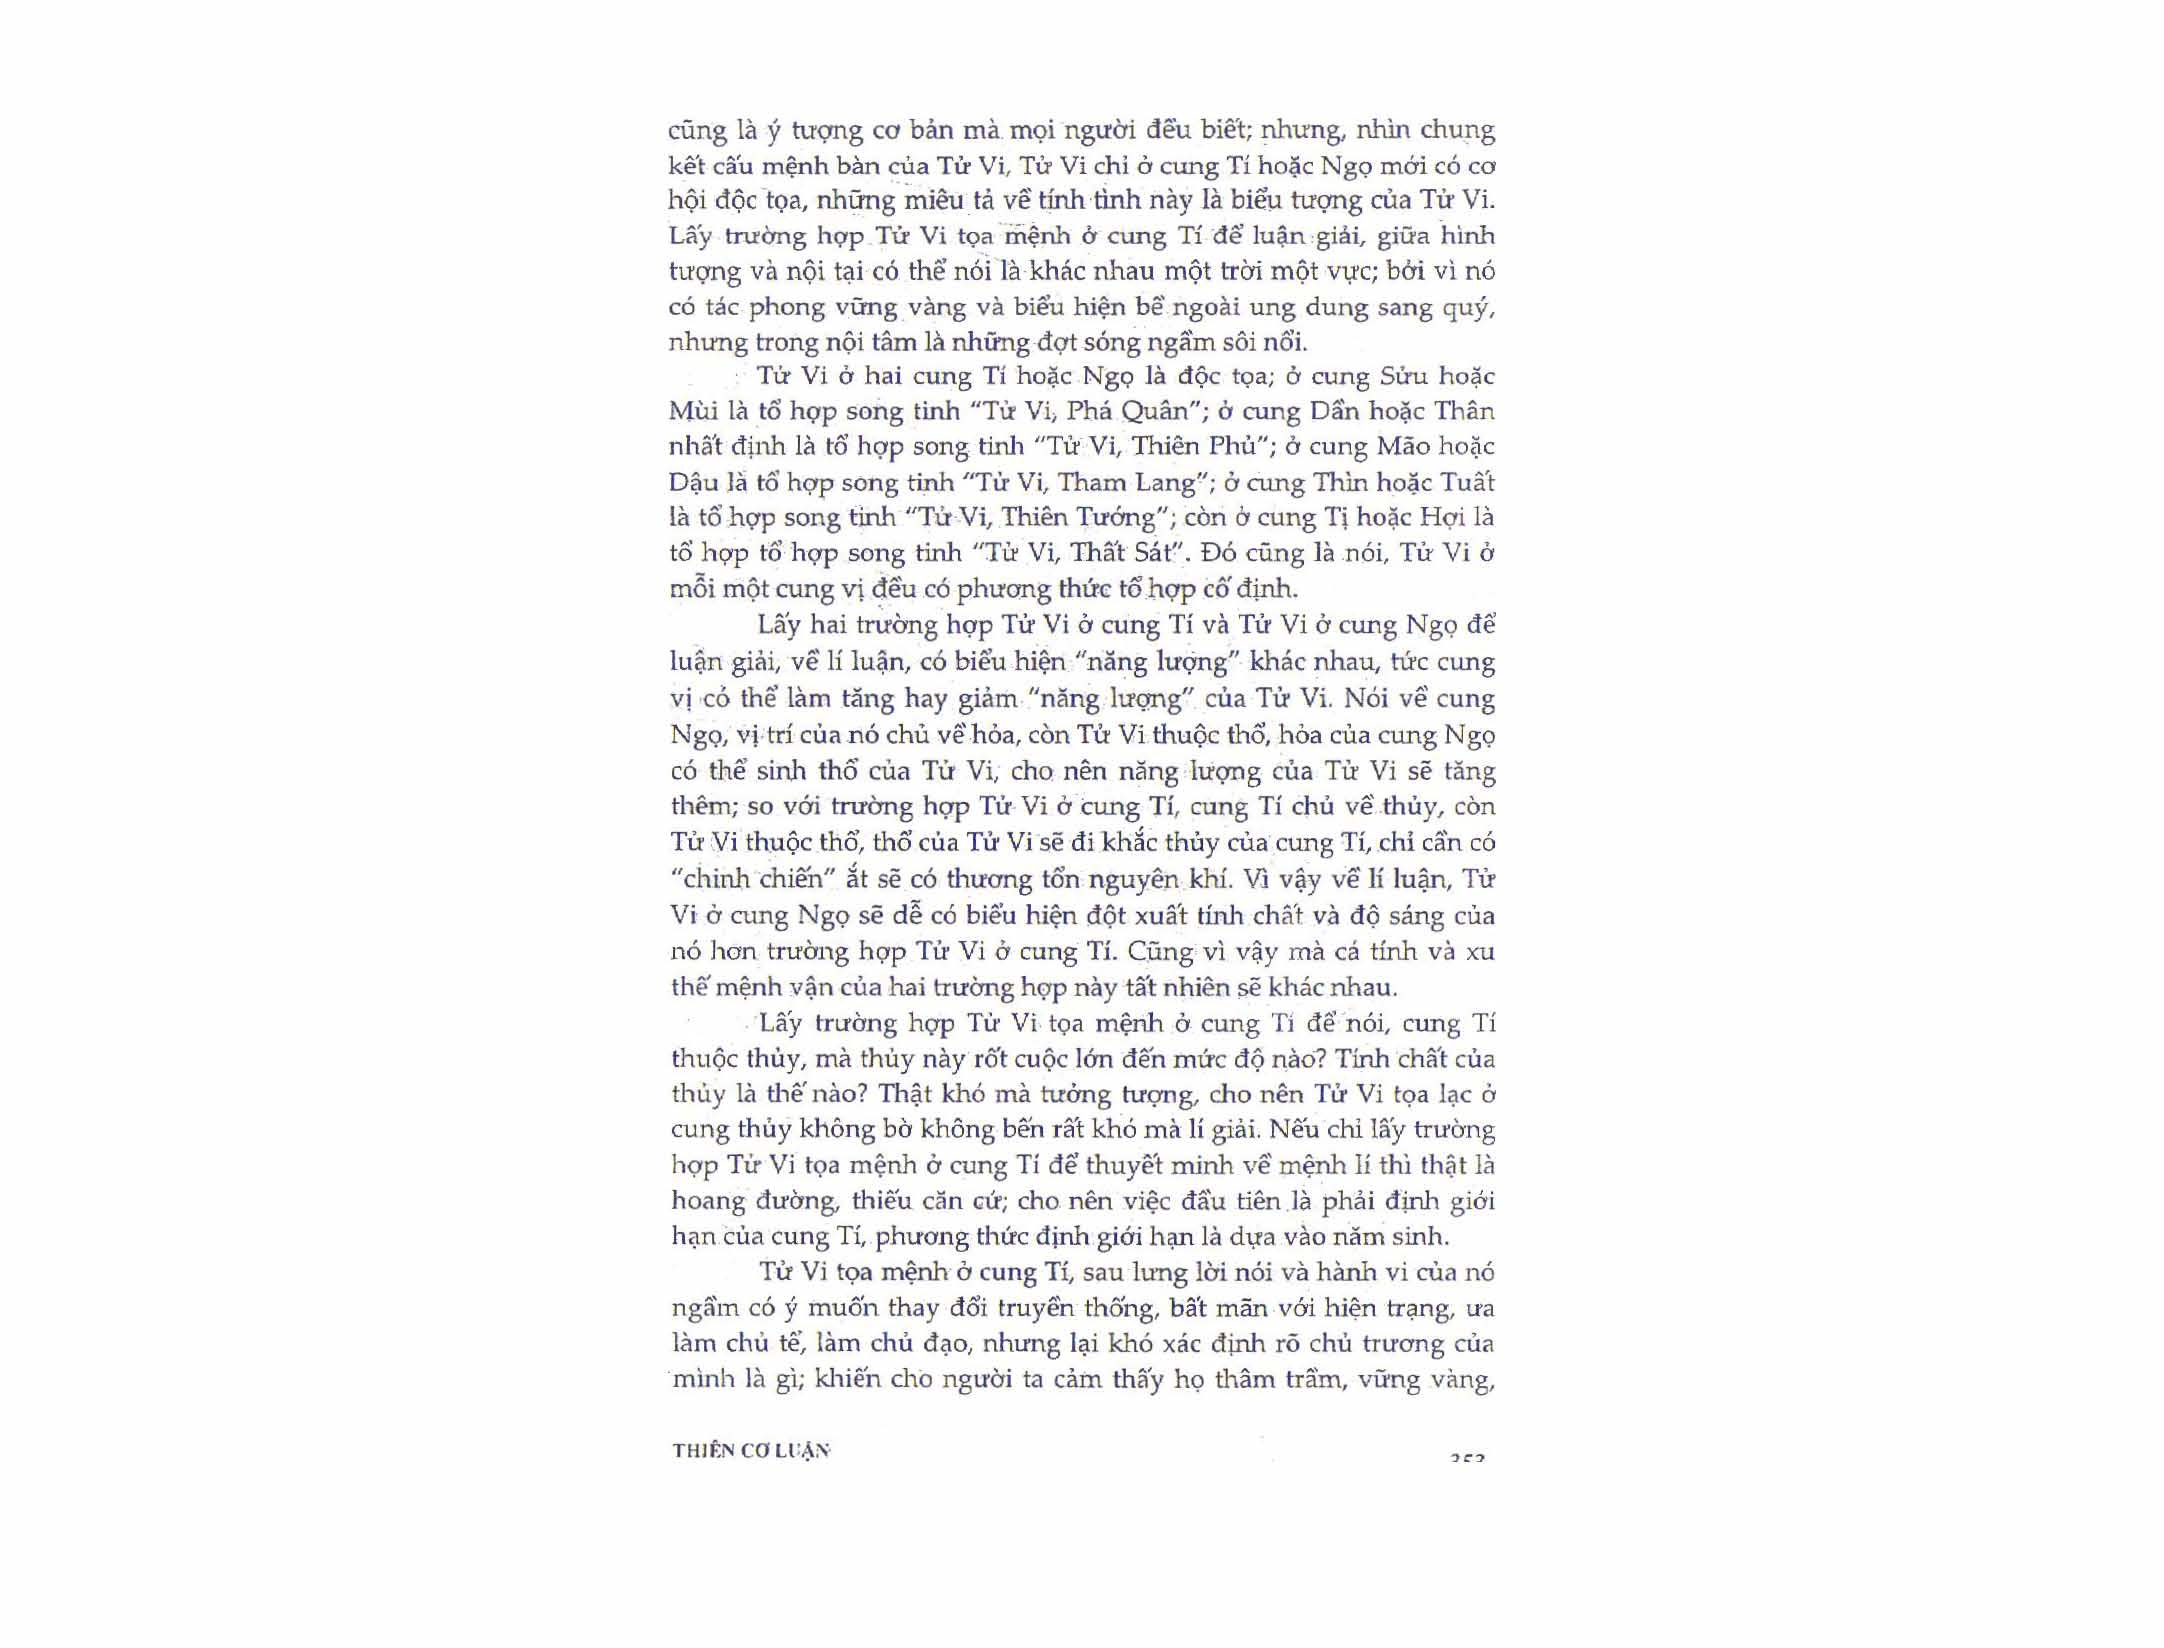 cũng là ý tượng cơ bản mà mọi người đều biết; nhưng, nhìn chung
kết cấu mệnh bàn của Tử Vi, Tử Vi chỉ ở cung Tí hoặc Ngọ mới có cơ
hội độc tọa, những miêu tả về tính tình này là biểu tượng của Tử Vi.
Lấy trường hợp Tử Vi tọa mệnh ở cung Tí để luận giải, giữa hình
tượng và nội tại có thể nói là khác nhau một trời một vực; bởi vì nó
có tác phong vững vàng và biểu hiện bề ngoài ung dung sang quý,
nhưng trong nội tâm là những đợt sóng ngầm sôi nổi.
Tử Vi ở hai cung Tí hoặc Ngọ là độc tọa; ở cung Sửu hoặc
Mùi là tổ hợp song tinh "Tử Vi, Phá Quân"; ở cung Dần hoặc Thân
nhất định là tổ hợp song tinh "Tử Vi, Thiên Phủ"; ở cung Mão hoặc
Dậu là tổ hợp song tinh "Tử Vi, Tham Lang"; ở cung Thìn hoặc Tuất
là tổ hợp song tinh "Tử Vi, Thiên Tướng"; còn ở cung Tị hoặc Hợi là
tổ hợp tổ hợp song tinh "Tử Vi, Thất Sát". Đó cũng là nói, Tử Vi ở
mỗi một cung vị đều có phương thức tổ hợp cố định.
Lấy hai trường hợp Tử Vi ở cung Tí và Tử Vi ở cung Ngọ để
luận giải, về lí luận, có biểu hiện "năng lượng" khác nhau, tức cung
vị có thể làm tăng hay giảm "năng lượng" của Tử Vi. Nói về cung
Ngọ, vị trí của nó chủ về hỏa, còn Tử Vi thuộc thổ, hỏa của cung Ngọ
có thể sinh thổ của Tử Vi, cho nên năng lượng của Tử Vi sẽ tăng
thêm; so với trường hợp Tử Vi ở cung Tí, cung Tí chủ về thủy, còn
Tử Vi thuộc thổ, thổ của Tử Vi sẽ đi khắc thủy của cung Tí, chỉ cần có
"chinh chiến" ắt sẽ có thương tổn nguyên khí. Vì vậy về lí luận, Tử
Vi ở cung Ngọ sẽ dễ có biểu hiện đột xuất tính chất và độ sáng của
nó hơn trường hợp Tử Vi ở cung Tí. Cũng vì vậy mà cá tính và xu
thế mệnh vận của hai trường hợp này tất nhiên sẽ khác nhau.
Lấy trường hợp Tử Vi tọa mệnh ở cung Tí để nói, cung Tí
thuộc thủy, mà thủy này rốt cuộc lớn đến mức độ nào? Tính chất của
thủy là thế nào? Thật khó mà tưởng tượng, cho nên Tử Vi tọa lạc ở
cung thủy không bờ không bến rất khó mà lí giải. Nếu chỉ lấy trường
hợp Tử Vi tọa mệnh ở cung Tí để thuyết minh về mệnh lí thì thật là
hoang đường, thiếu căn cứ; cho nên việc đầu tiên là phải định giới
hạn của cung Tí, phương thức định giới hạn là dựa vào năm sinh.
Tử Vi tọa mệnh ở cung Tí, sau lưng lời nói và hành vi của nó
ngầm có ý muốn thay đổi truyền thống, bất mãn với hiện trạng, ưa
làm chủ tể, làm chủ đạo, nhưng lại khó xác định rõ chủ trương của
mình là gì; khiến cho người ta cảm thấy họ thâm trầm, vững vàng,
THIÊN CƠ LUẬN